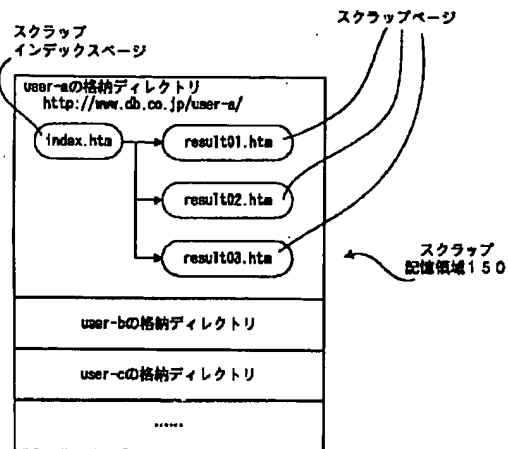 スクラップページ
スクラップ
インデックスページ
user-aの格納ディレクトリ
http://www.db.co.jp/user-a/
index.htm
result01.htm
result02.htm
result03.htm
スクラップ
記憶領域150
user-bの格納ディレクトリ
user-cの格納ディレクトリ
……